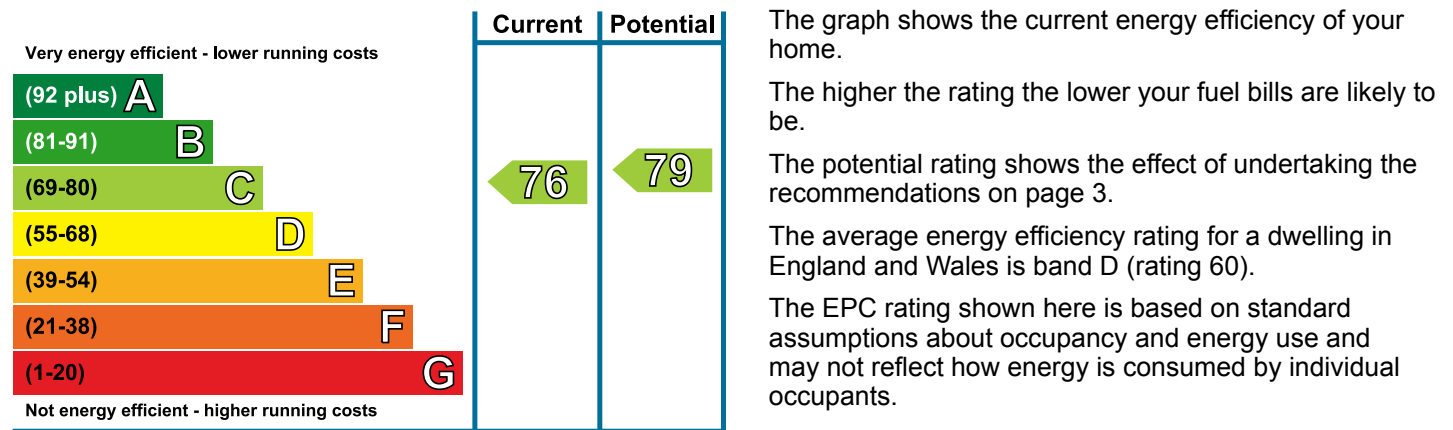 Current Potential
Very energy efficient - lower running costs
(92 plus) A
(81-91) B
(69-80) C
(55-68) D
(39-54) E
(21-38) F
(1-20) G
Not energy efficient - higher running costs
76
79
The graph shows the current energy efficiency of your
home.
The higher the rating the lower your fuel bills are likely to
be.
The potential rating shows the effect of undertaking the
recommendations on page 3.
The average energy efficiency rating for a dwelling in
England and Wales is band D (rating 60).
The EPC rating shown here is based on standard
assumptions about occupancy and energy use and
may not reflect how energy is consumed by individual
occupants.